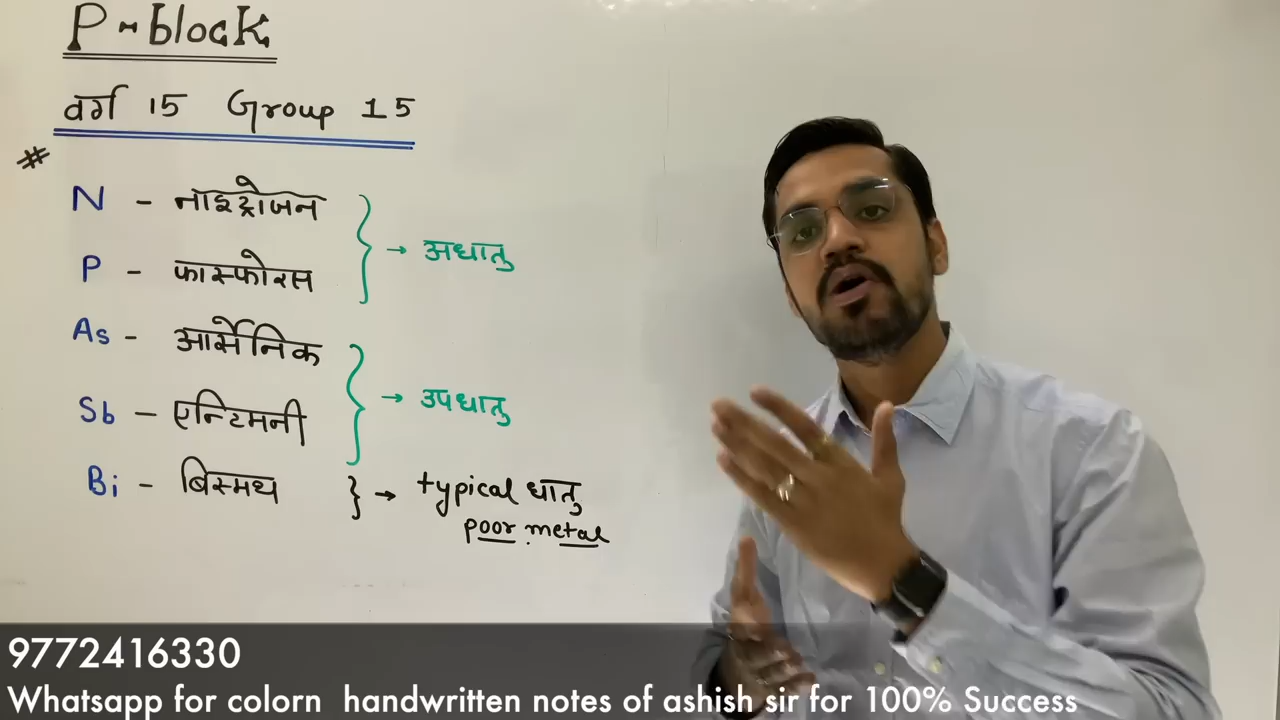 P-block
वर्ग 15 Group 15
#
N - नाइट्रोजन
P - फास्फोरस
} → अधातु
As - आर्सेनिक
Sb - एन्टिमनी
} → उपधातु
Bi - बिस्मथ } → typical धातु
poor metal
9772416330
Whatsapp for colorn handwritten notes of ashish sir for 100% Success